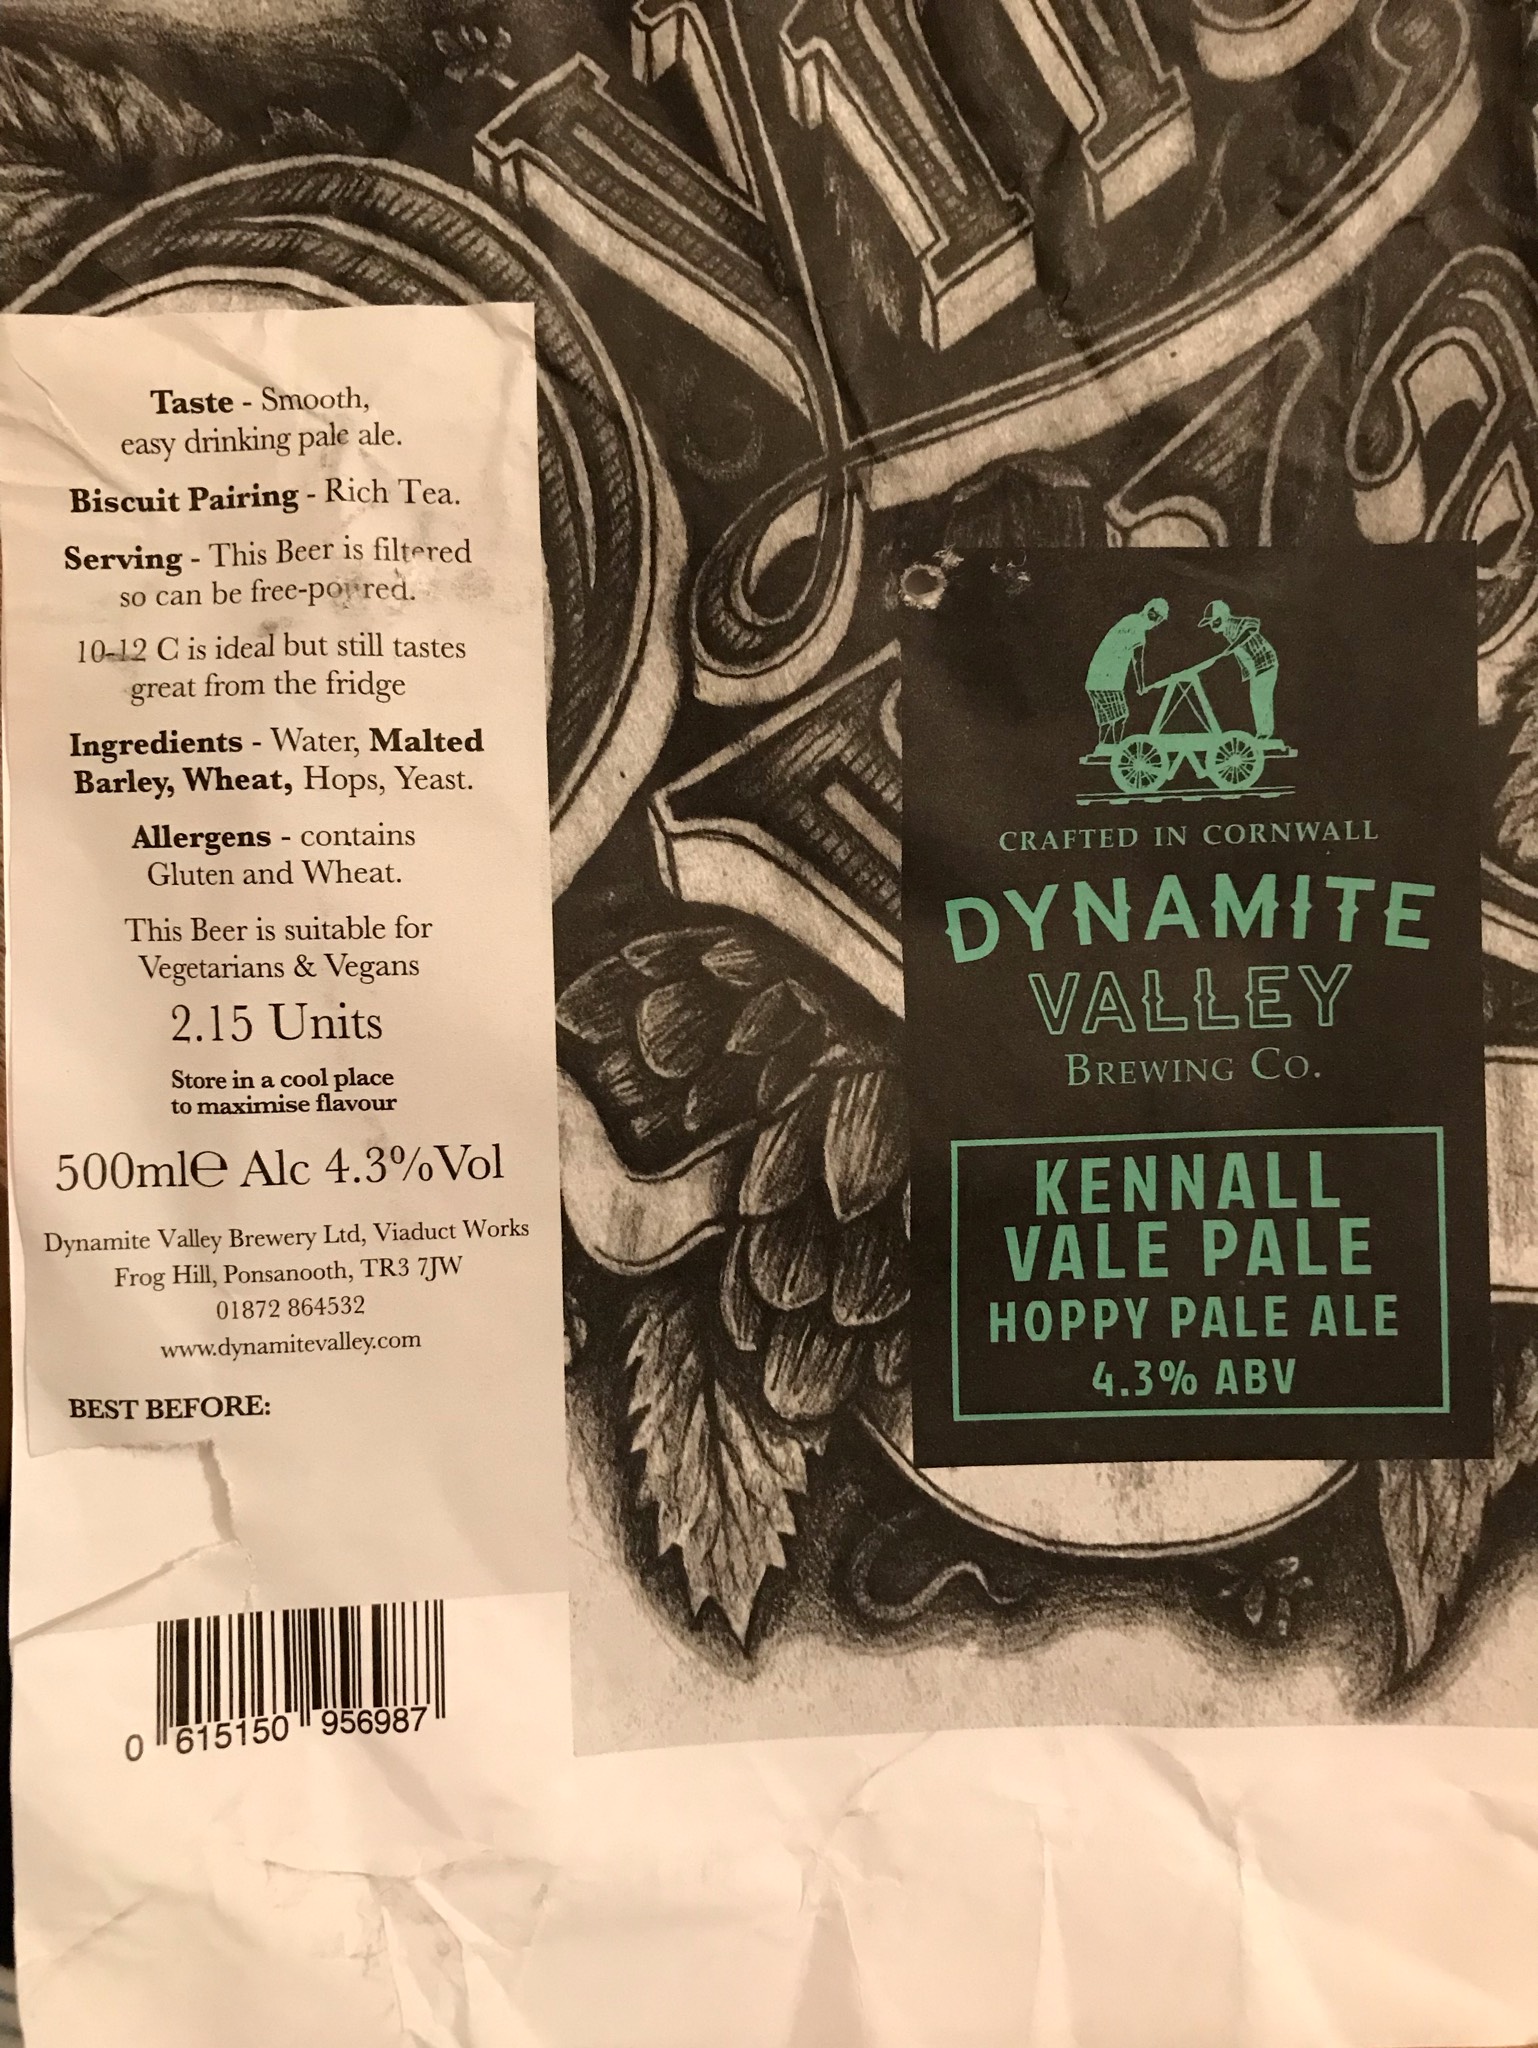 Taste - Smooth,
easy drinking pale ale.
Biscuit Pairing - Rich Tea.
Serving - This Beer is filtered
so can be free-poured.
10-12 C is ideal but still tastes
great from the fridge
Ingredients - Water, Malted
Barley, Wheat, Hops, Yeast.
Allergens - contains
Gluten and Wheat.
This Beer is suitable for
Vegetarians & Vegans
2.15 Units
Store in a cool place
to maximise flavour
500ml℮ Alc 4.3%Vol
Dynamite Valley Brewery Ltd, Viaduct Works
Frog Hill, Ponsanooth, TR3 7JW
01872 864532
www.dynamitevalley.com
BEST BEFORE:
0 615150 956987
CRAFTED IN CORNWALL
DYNAMITE
VALLEY
BREWING CO.
KENNALL
VALE PALE
HOPPY PALE ALE
4.3% ABV